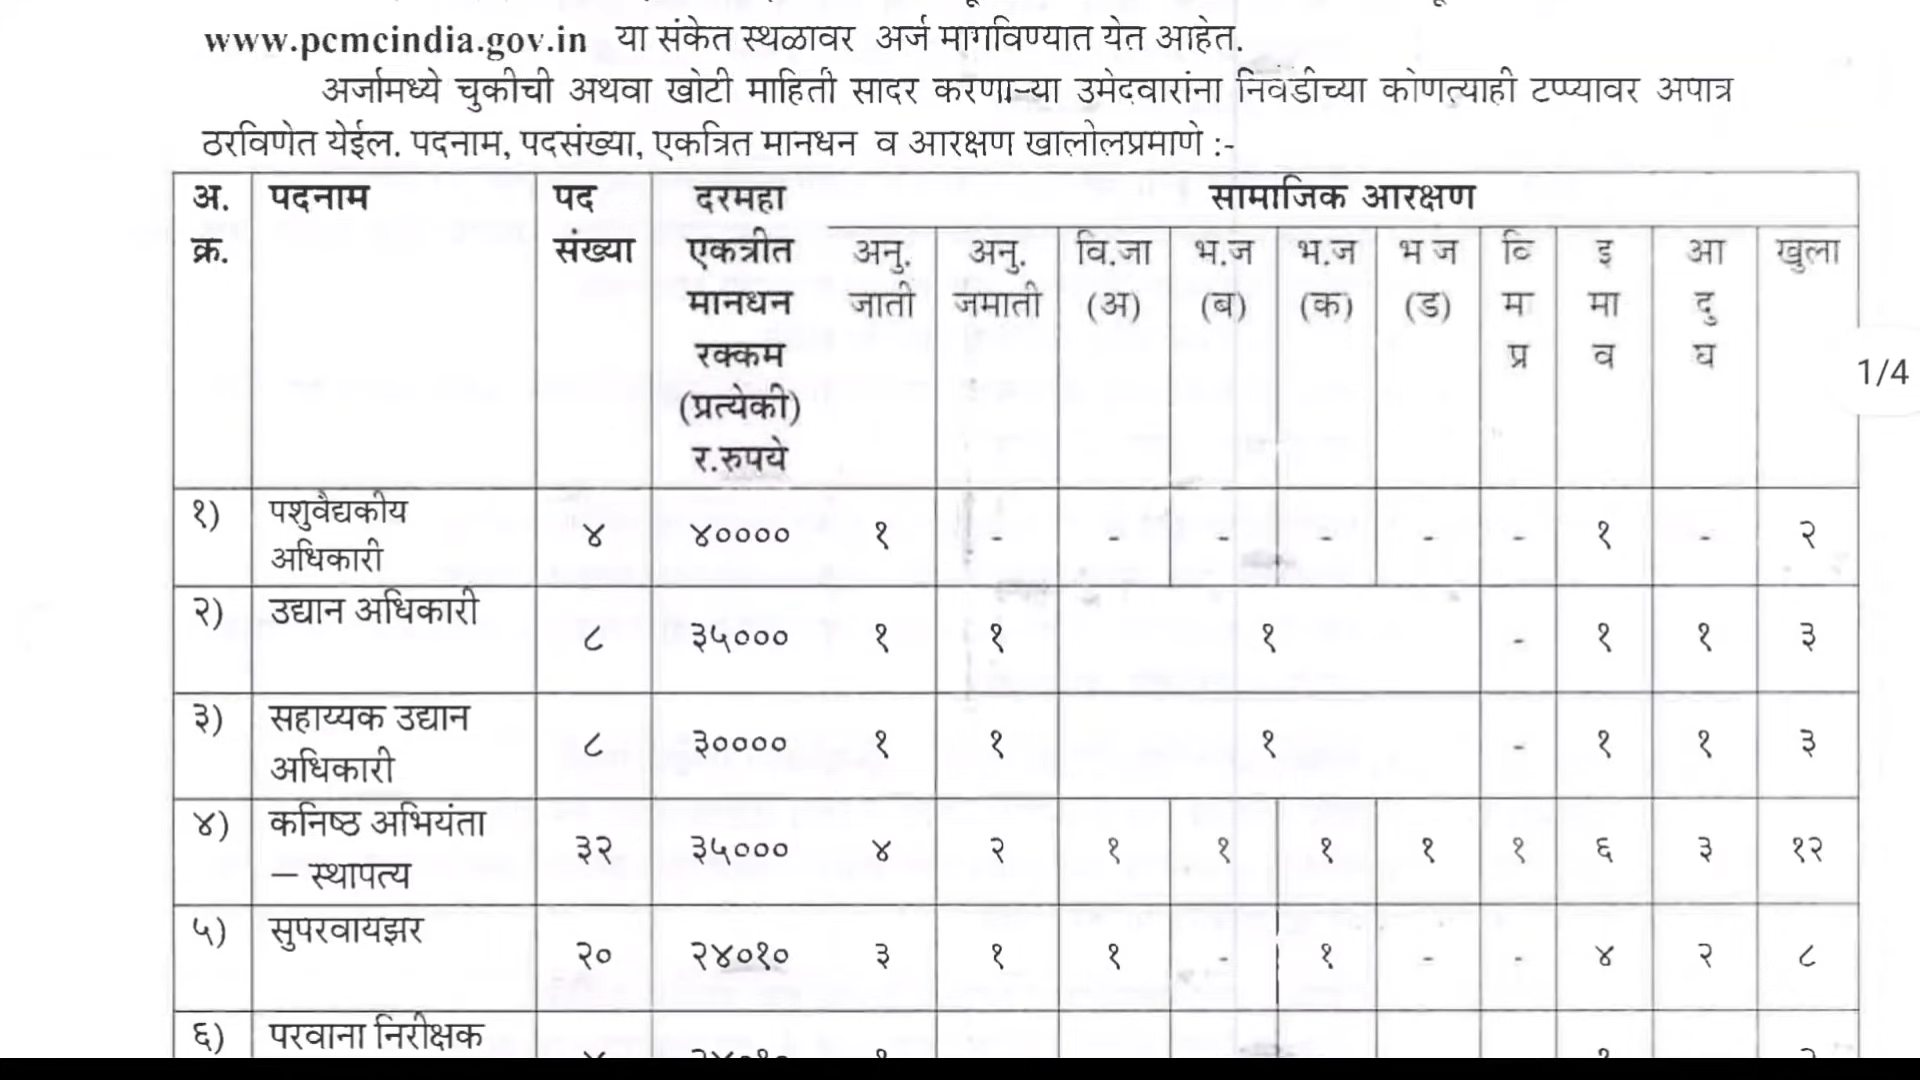 www.pcmcindia.gov.in या संकेत स्थळावर अर्ज मागविण्यात येत आहेत.
अर्जामध्ये चुकीची अथवा खोटी माहिती सादर करणाऱ्या उमेदवारांना निवडीच्या कोणत्याही टप्प्यावर अपात्र
ठरविणेत येईल. पदनाम, पदसंख्या, एकत्रित मानधन व आरक्षण खालीलप्रमाणे :-
अ. पदनाम पद दरमहा सामाजिक आरक्षण
क्र. संख्या एकत्रीत अनु. अनु. वि.जा भ.ज भ.ज भ ज वि इ आ खुला
मानधन जाती जमाती (अ) (ब) (क) (ड) मा मा दु
रक्कम प्र व घ
(प्रत्येकी)
र.रुपये
१) पशुवैद्यकीय
अधिकारी ४ ४०००० १ - - - - - - १ - २
२) उद्यान अधिकारी
८ ३५००० १ १ १ - १ १ ३
३) सहाय्यक उद्यान
अधिकारी ८ ३०००० १ १ १ - १ १ ३
४) कनिष्ठ अभियंता
– स्थापत्य ३२ ३५००० ४ २ १ १ १ १ १ ६ ३ १२
५) सुपरवायझर
२० २४०१० ३ १ १ - १ - - ४ २ ८
६) परवाना निरीक्षक
1/4